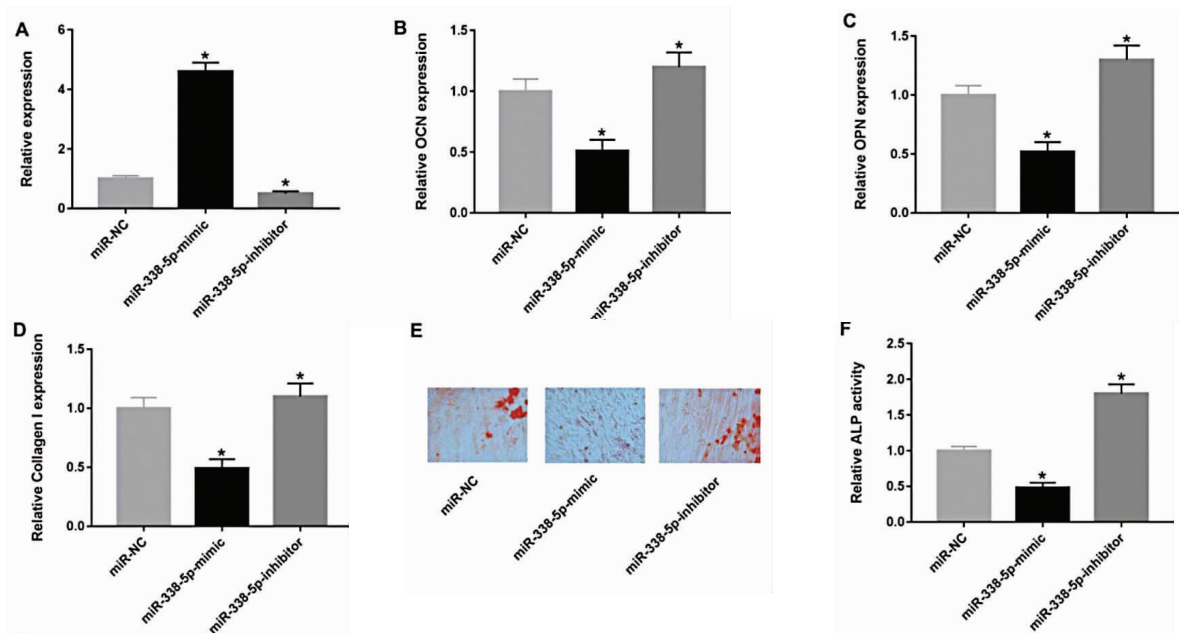 A
Relative expression
6
4
2
0
*
*
miR-NC
miR-338-5p-mimic
miR-338-5p-inhibitor
B
Relative OCN expression
1.5
1.0
0.5
0.0
*
*
miR-NC
miR-338-5p-mimic
miR-338-5p-inhibitor
C
Relative OPN expression
1.5
1.0
0.5
0.0
*
*
miR-NC
miR-338-5p-mimic
miR-338-5p-inhibitor
D
Relative Collagen I expression
1.5
1.0
0.5
0.0
*
*
miR-NC
miR-338-5p-mimic
miR-338-5p-inhibitor
E
miR-NC
miR-338-5p-mimic
miR-338-5p-inhibitor
F
Relative ALP activity
2.5
2.0
1.5
1.0
0.5
0.0
*
*
miR-NC
miR-338-5p-mimic
miR-338-5p-inhibitor